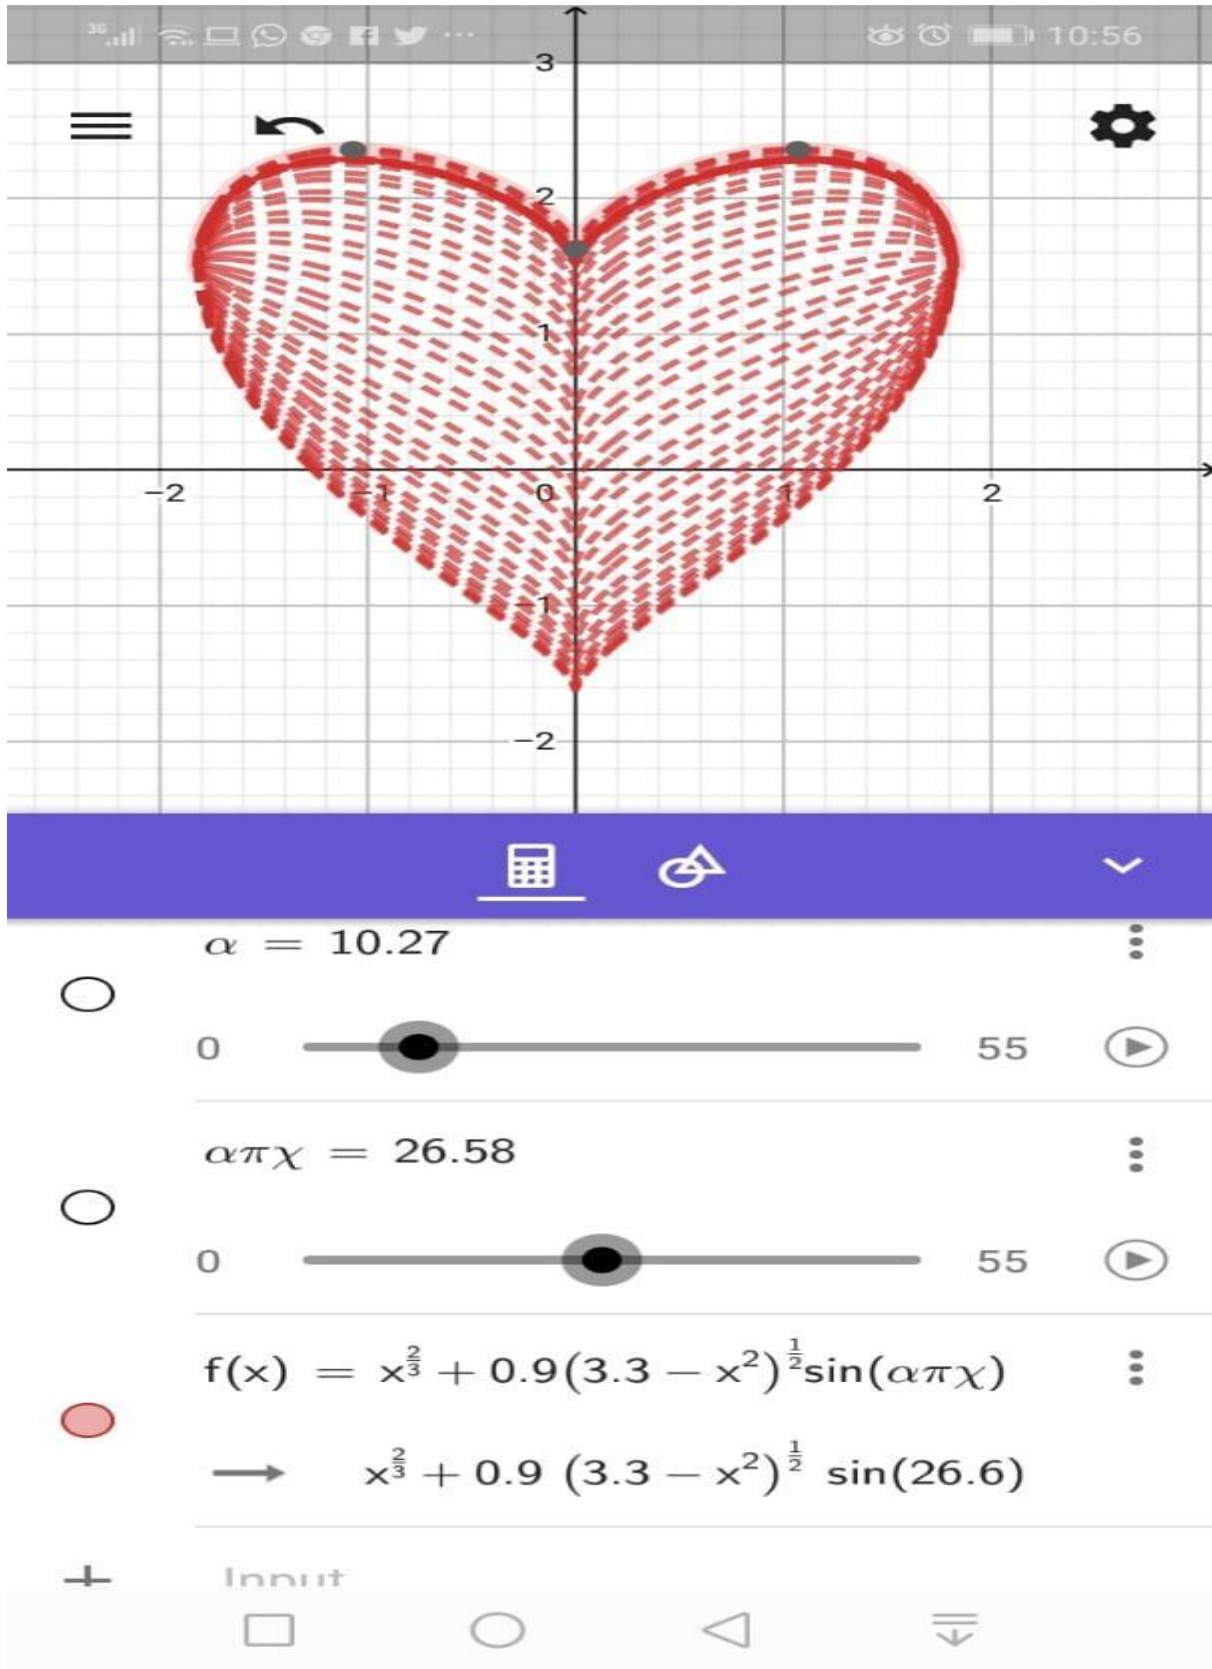 3G 10:56
3
2
1
−2 −1 0 1 2
−1
−2
α = 10.27
0 55
απχ = 26.58
0 55
f(x) = x^(2/3) + 0.9(3.3 − x²)^(1/2) sin(απχ)
→ x^(2/3) + 0.9 (3.3 − x²)^(1/2) sin(26.6)
+ Input